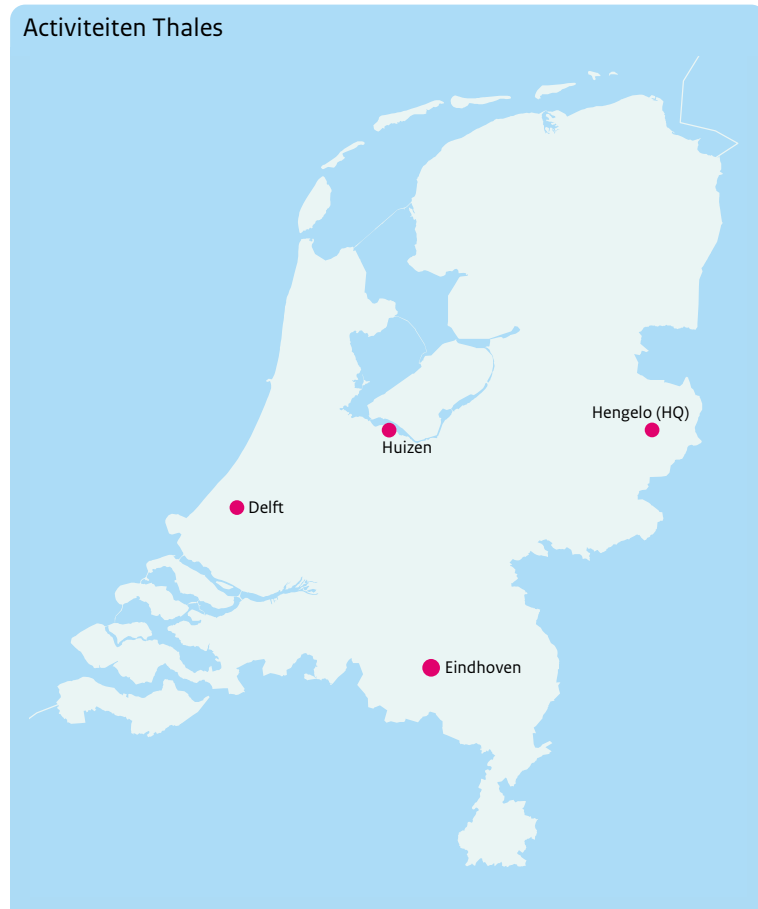 Activiteiten Thales
Hengelo (HQ)
Huizen
Delft
Eindhoven